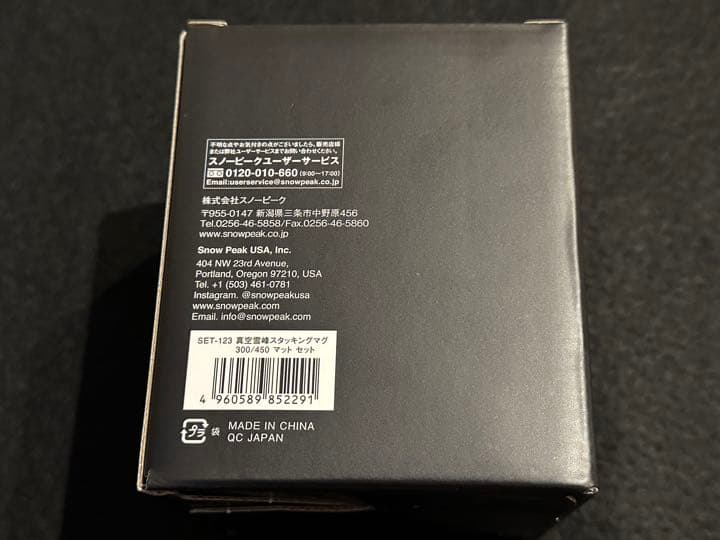 不明な点やお気付きの点がございましたら、販売店様
または弊社ユーザーサービスまでお問い合わせください。
スノーピークユーザーサービス
0120-010-660 (9:00〜17:00)
Email:userservice@snowpeak.co.jp
株式会社スノーピーク
〒955-0147 新潟県三条市中野原456
Tel.0256-46-5858/Fax.0256-46-5860
www.snowpeak.co.jp
Snow Peak USA, Inc.
404 NW 23rd Avenue,
Portland, Oregon 97210, USA
Tel. +1 (503) 461-0781
Instagram. @snowpeakusa
www.snowpeak.com
Email. info@snowpeak.com
SET-123 真空雪峰スタッキングマグ
300/450 マット セット
4 960589 852291
プラ 袋 MADE IN CHINA
QC JAPAN